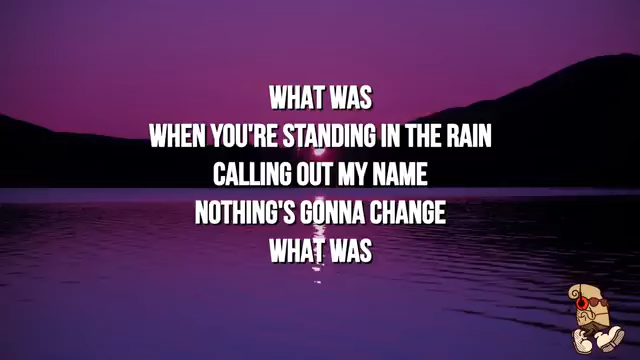 WHAT WAS
WHEN YOU'RE STANDING IN THE RAIN
CALLING OUT MY NAME
NOTHING'S GONNA CHANGE
WHAT WAS